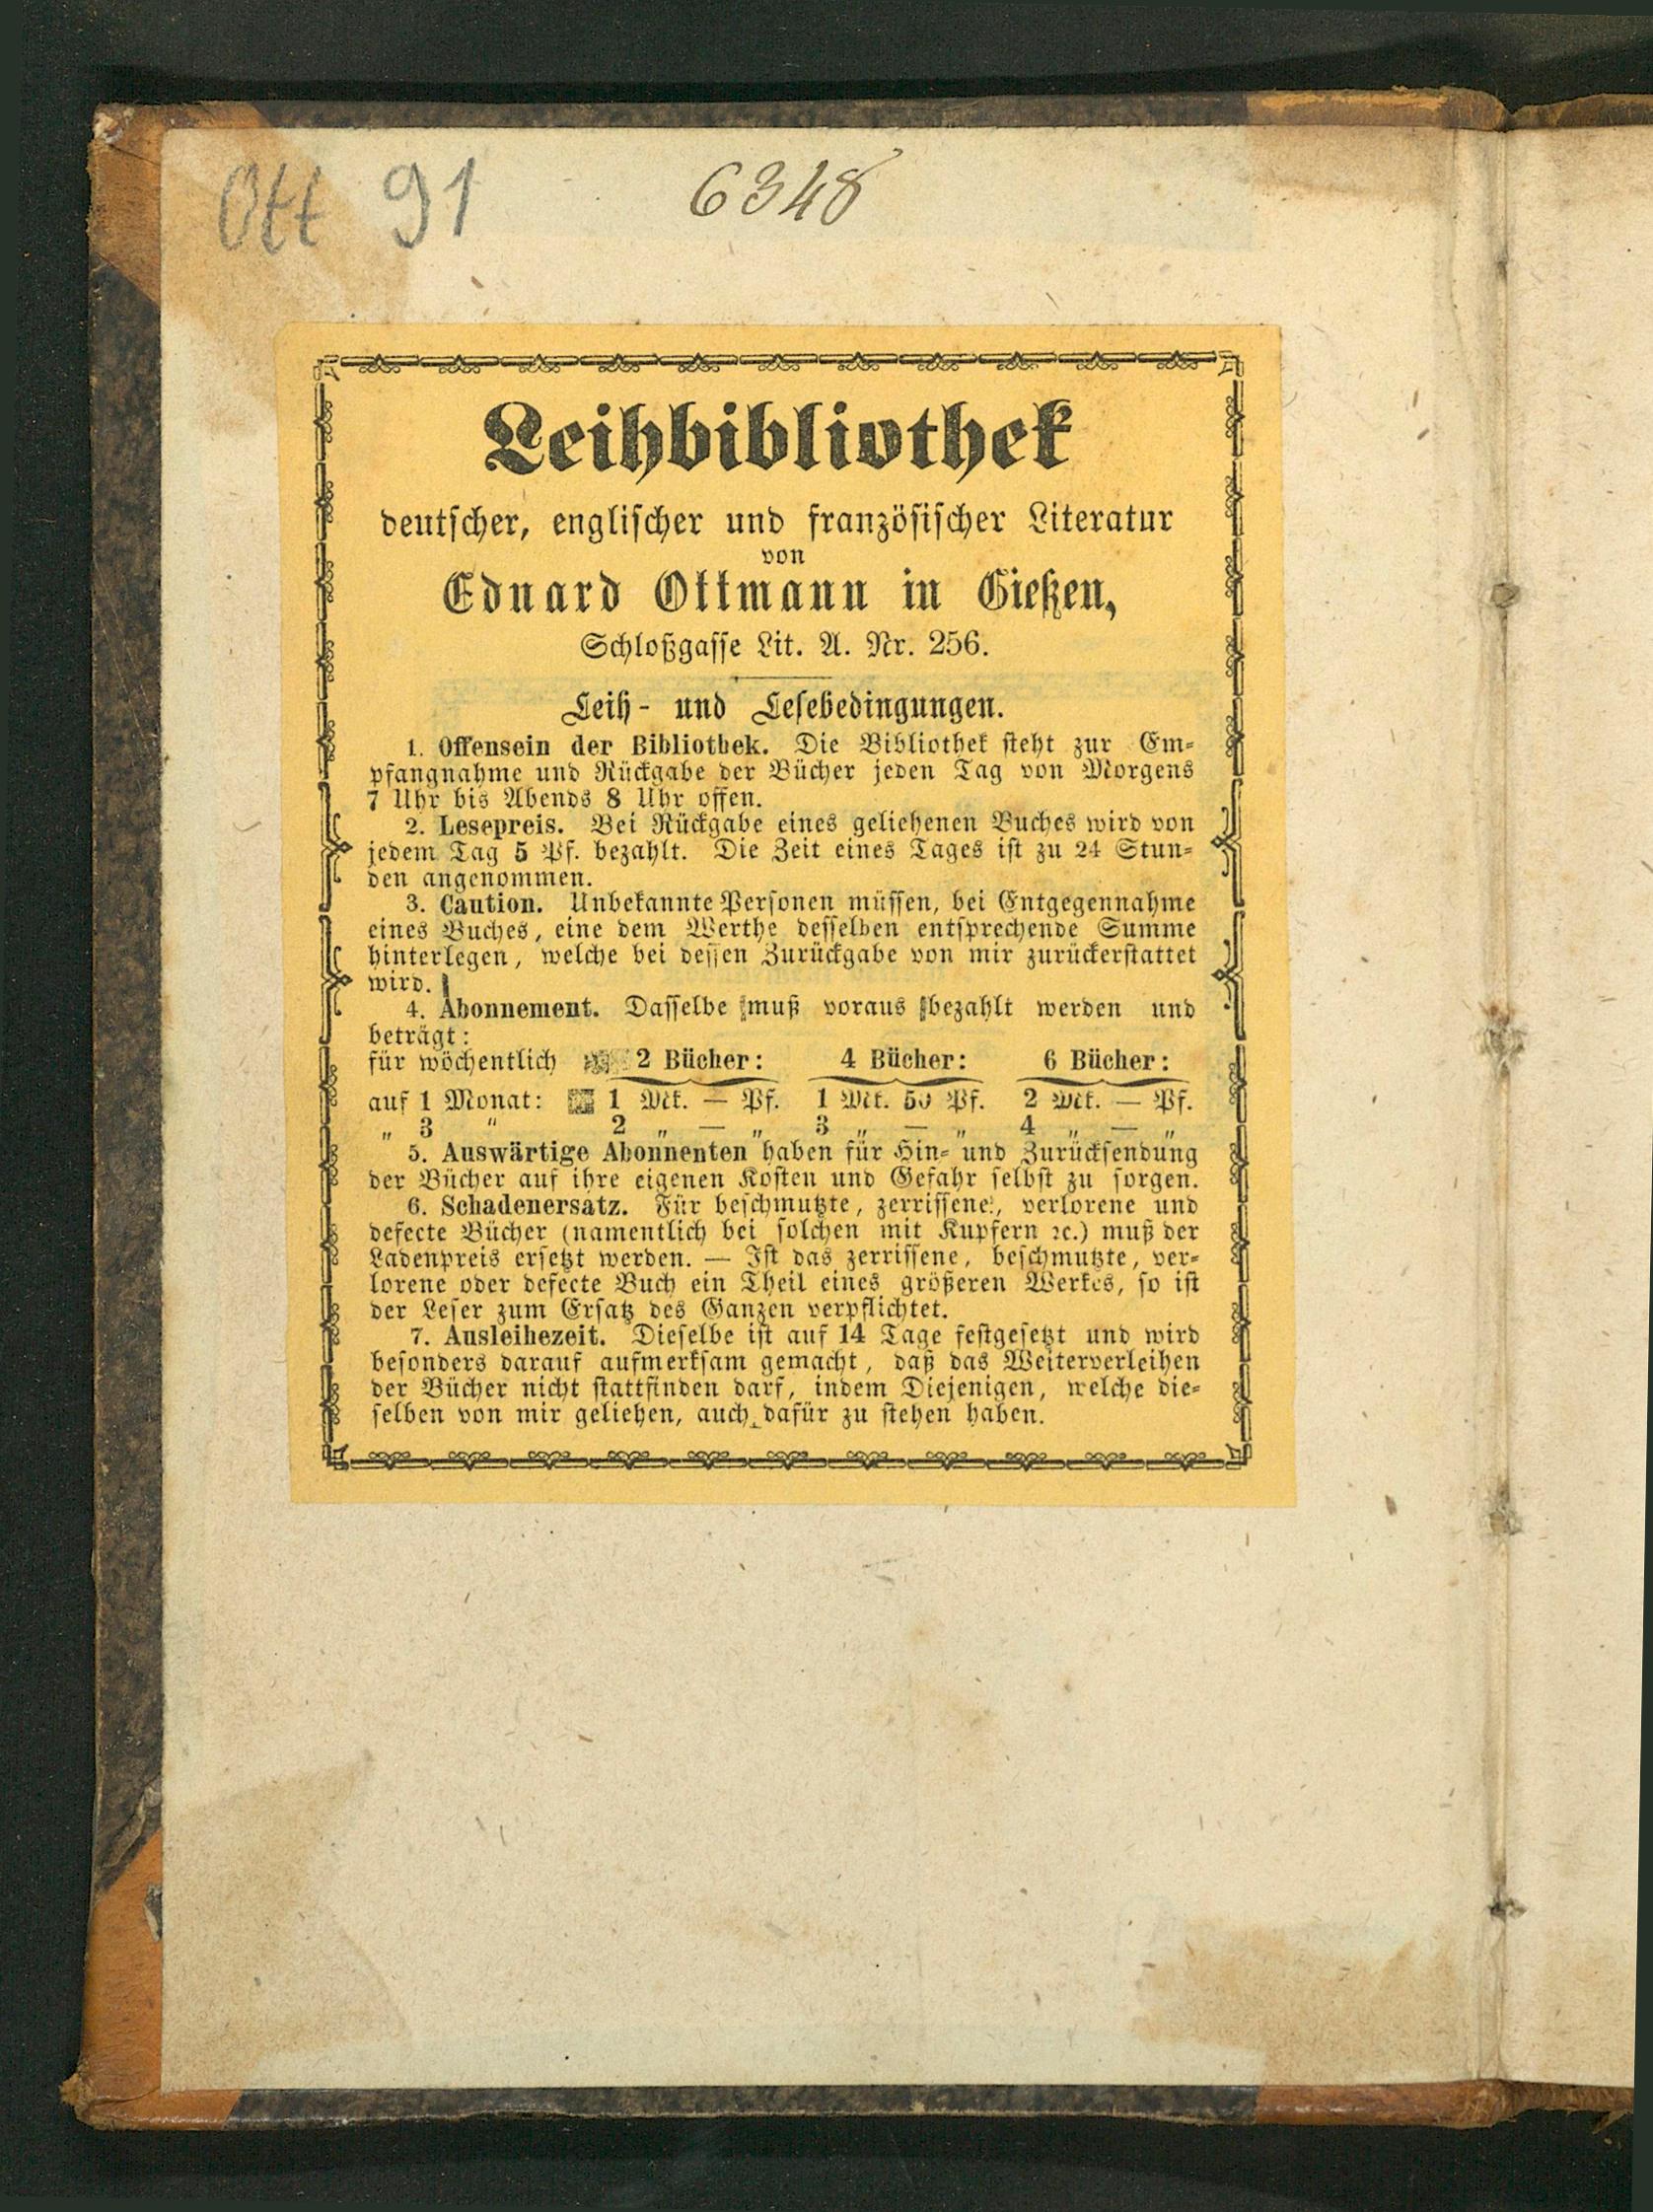 Ott 91 6348
Leihbibliothek
deutscher, englischer und französischer Literatur
von
Eduard Ottmann in Gießen,
Schloßgasse Lit. A. Nr. 256.
Leih- und Lesebedingungen.
1. Offensein der Bibliothek. Die Bibliothek steht zur Em-
pfangnahme und Rückgabe der Bücher jeden Tag von Morgens
7 Uhr bis Abends 8 Uhr offen.
2. Lesepreis. Bei Rückgabe eines geliehenen Buches wird von
jedem Tag 5 Pf. bezahlt. Die Zeit eines Tages ist zu 24 Stun-
den angenommen.
3. Caution. Unbekannte Personen müssen, bei Entgegennahme
eines Buches, eine dem Werthe desselben entsprechende Summe
hinterlegen, welche bei dessen Zurückgabe von mir zurückerstattet
wird.
4. Abonnement. Dasselbe muß voraus bezahlt werden und
beträgt:
für wöchentlich 2 Bücher: 4 Bücher: 6 Bücher:
auf 1 Monat: 1 Mk. — Pf. 1 Mk. 50 Pf. 2 Mk. — Pf.
„ 3 „ 2 „ — „ 3 „ — „ 4 „ — „
5. Auswärtige Abonnenten haben für Hin- und Zurücksendung
der Bücher auf ihre eigenen Kosten und Gefahr selbst zu sorgen.
6. Schadenersatz. Für beschmutzte, zerrissene, verlorene und
defecte Bücher (namentlich bei solchen mit Kupfern ꝛc.) muß der
Ladenpreis ersetzt werden. — Ist das zerrissene, beschmutzte, ver-
lorene oder defecte Buch ein Theil eines größeren Werkes, so ist
der Leser zum Ersatz des Ganzen verpflichtet.
7. Ausleihezeit. Dieselbe ist auf 14 Tage festgesetzt und wird
besonders darauf aufmerksam gemacht, daß das Weiterverleihen
der Bücher nicht stattfinden darf, indem Diejenigen, welche die-
selben von mir geliehen, auch dafür zu stehen haben.